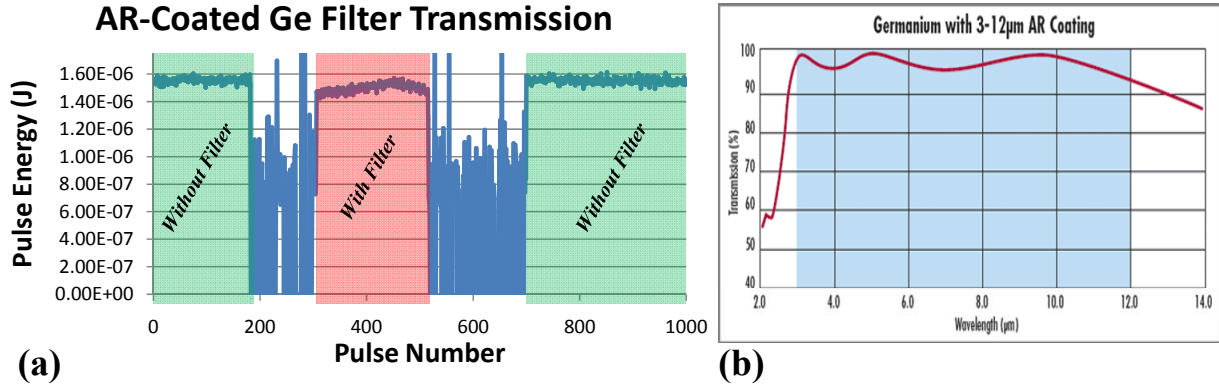 AR-Coated Ge Filter Transmission
Pulse Energy (J)
1.60E-06
1.40E-06
1.20E-06
1.00E-06
8.00E-07
6.00E-07
4.00E-07
2.00E-07
0.00E+00
Without Filter
With Filter
Without Filter
0 200 400 600 800 1000
Pulse Number
(a)
Germanium with 3-12μm AR Coating
Transmission (%)
100
90
80
70
60
50
40
2.0 4.0 6.0 8.0 10.0 12.0 14.0
Wavelength (μm)
(b)